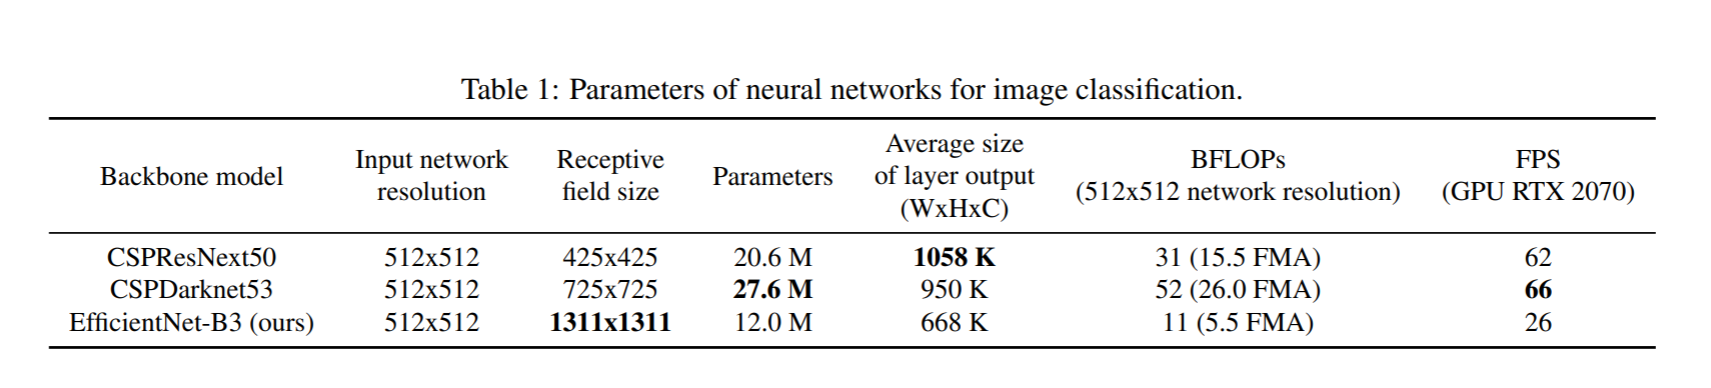 Table 1: Parameters of neural networks for image classification.
Backbone model Input network resolution Receptive field size Parameters Average size of layer output (WxHxC) BFLOPs (512x512 network resolution) FPS (GPU RTX 2070)
CSPResNext50 512x512 425x425 20.6 M 1058 K 31 (15.5 FMA) 62
CSPDarknet53 512x512 725x725 27.6 M 950 K 52 (26.0 FMA) 66
EfficientNet-B3 (ours) 512x512 1311x1311 12.0 M 668 K 11 (5.5 FMA) 26